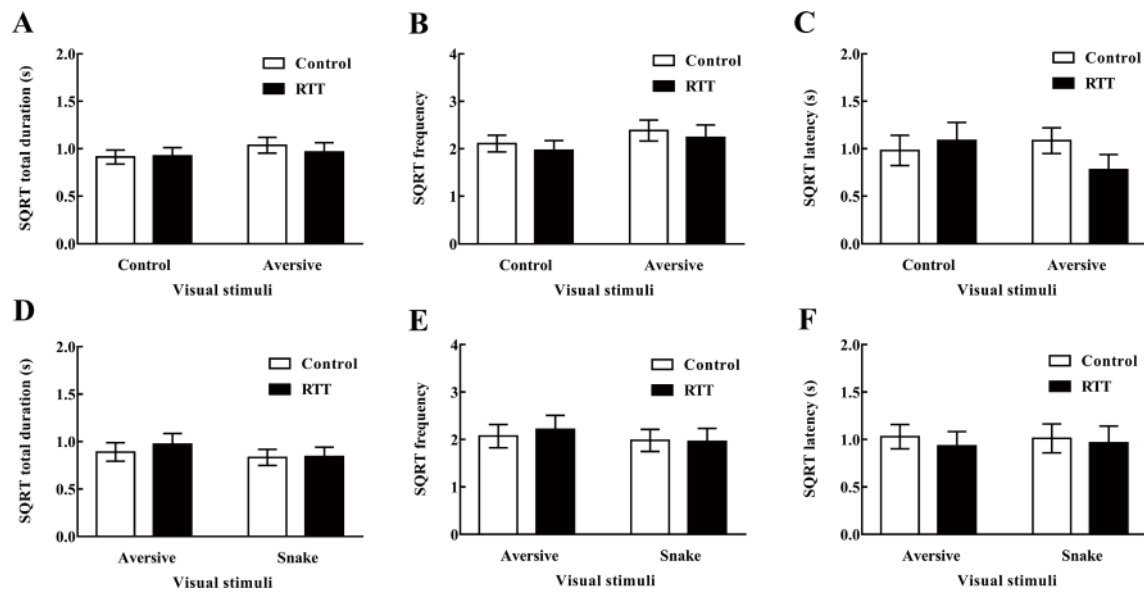 A
SQRT total duration (s)
2.0
1.5
1.0
0.5
0.0
Control
RTT
Control
Aversive
Visual stimuli
B
SQRT frequency
4
3
2
1
0
Control
RTT
Control
Aversive
Visual stimuli
C
SQRT latency (s)
2.0
1.5
1.0
0.5
0.0
Control
RTT
Control
Aversive
Visual stimuli
D
SQRT total duration (s)
2.0
1.5
1.0
0.5
0.0
Control
RTT
Aversive
Snake
Visual stimuli
E
SQRT frequency
4
3
2
1
0
Control
RTT
Aversive
Snake
Visual stimuli
F
SQRT latency (s)
2.0
1.5
1.0
0.5
0.0
Control
RTT
Aversive
Snake
Visual stimuli